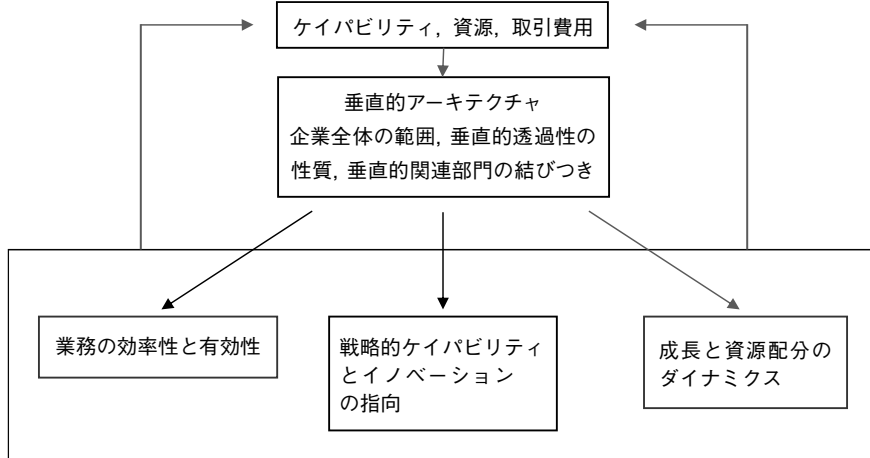 ケイパビリティ, 資源, 取引費用
垂直的アーキテクチャ
企業全体の範囲, 垂直的透過性の
性質, 垂直的関連部門の結びつき
業務の効率性と有効性
戦略的ケイパビリティ
とイノベーション
の指向
成長と資源配分の
ダイナミクス